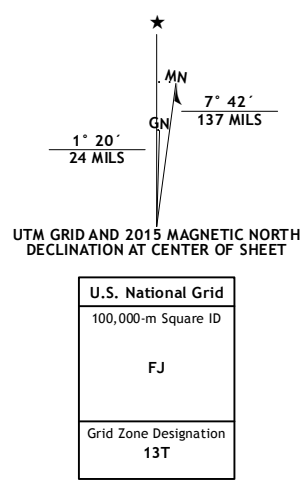 ★
MN
7° 42´
137 MILS
GN
1° 20´
24 MILS
UTM GRID AND 2015 MAGNETIC NORTH
DECLINATION AT CENTER OF SHEET
U.S. National Grid
100,000-m Square ID
FJ
Grid Zone Designation
13T